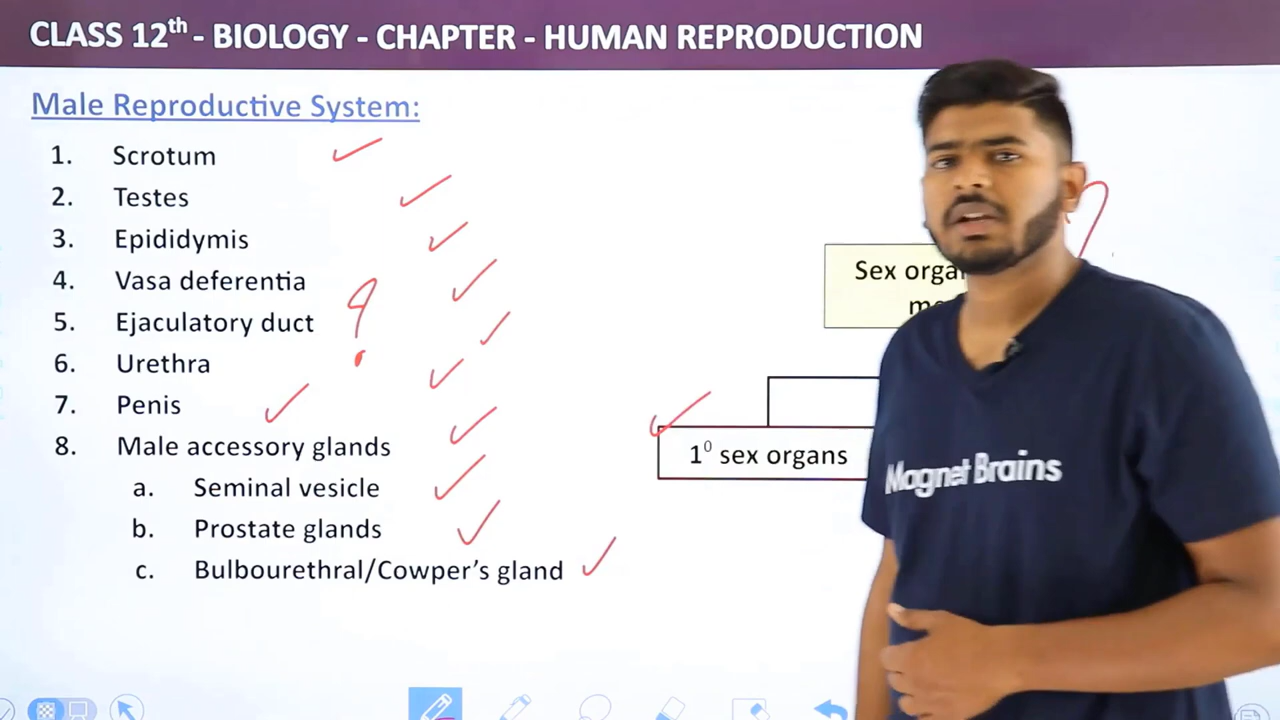 CLASS 12th - BIOLOGY - CHAPTER - HUMAN REPRODUCTION
Male Reproductive System:
1. Scrotum
2. Testes
3. Epididymis
4. Vasa deferentia
5. Ejaculatory duct
6. Urethra
7. Penis
8. Male accessory glands
a. Seminal vesicle
b. Prostate glands
c. Bulbourethral/Cowper's gland
Sex
1⁰ sex organs
Magnet Brains